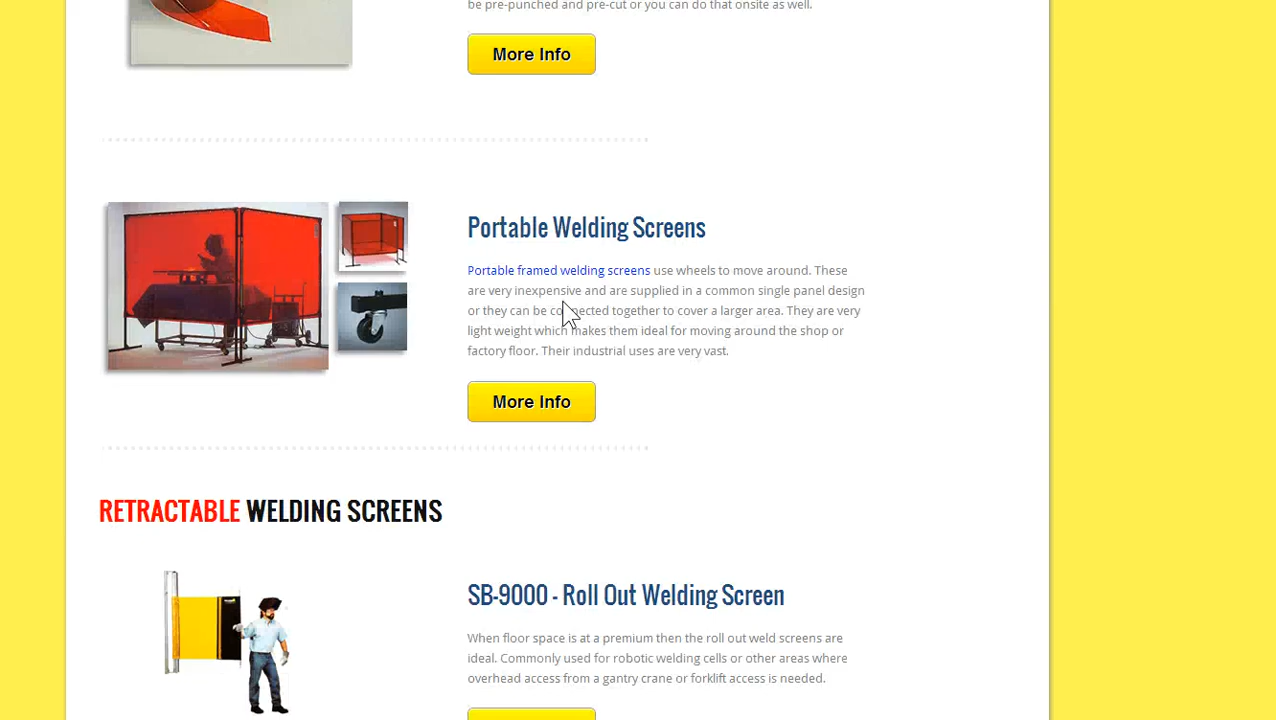 be pre-punched and pre-cut or you can do that onsite as well.
More Info
Portable Welding Screens
Portable framed welding screens use wheels to move around. These
are very inexpensive and are supplied in a common single panel design
or they can be connected together to cover a larger area. They are very
light weight which makes them ideal for moving around the shop or
factory floor. Their industrial uses are very vast.
More Info
RETRACTABLE WELDING SCREENS
SB-9000 - Roll Out Welding Screen
When floor space is at a premium then the roll out weld screens are
ideal. Commonly used for robotic welding cells or other areas where
overhead access from a gantry crane or forklift access is needed.